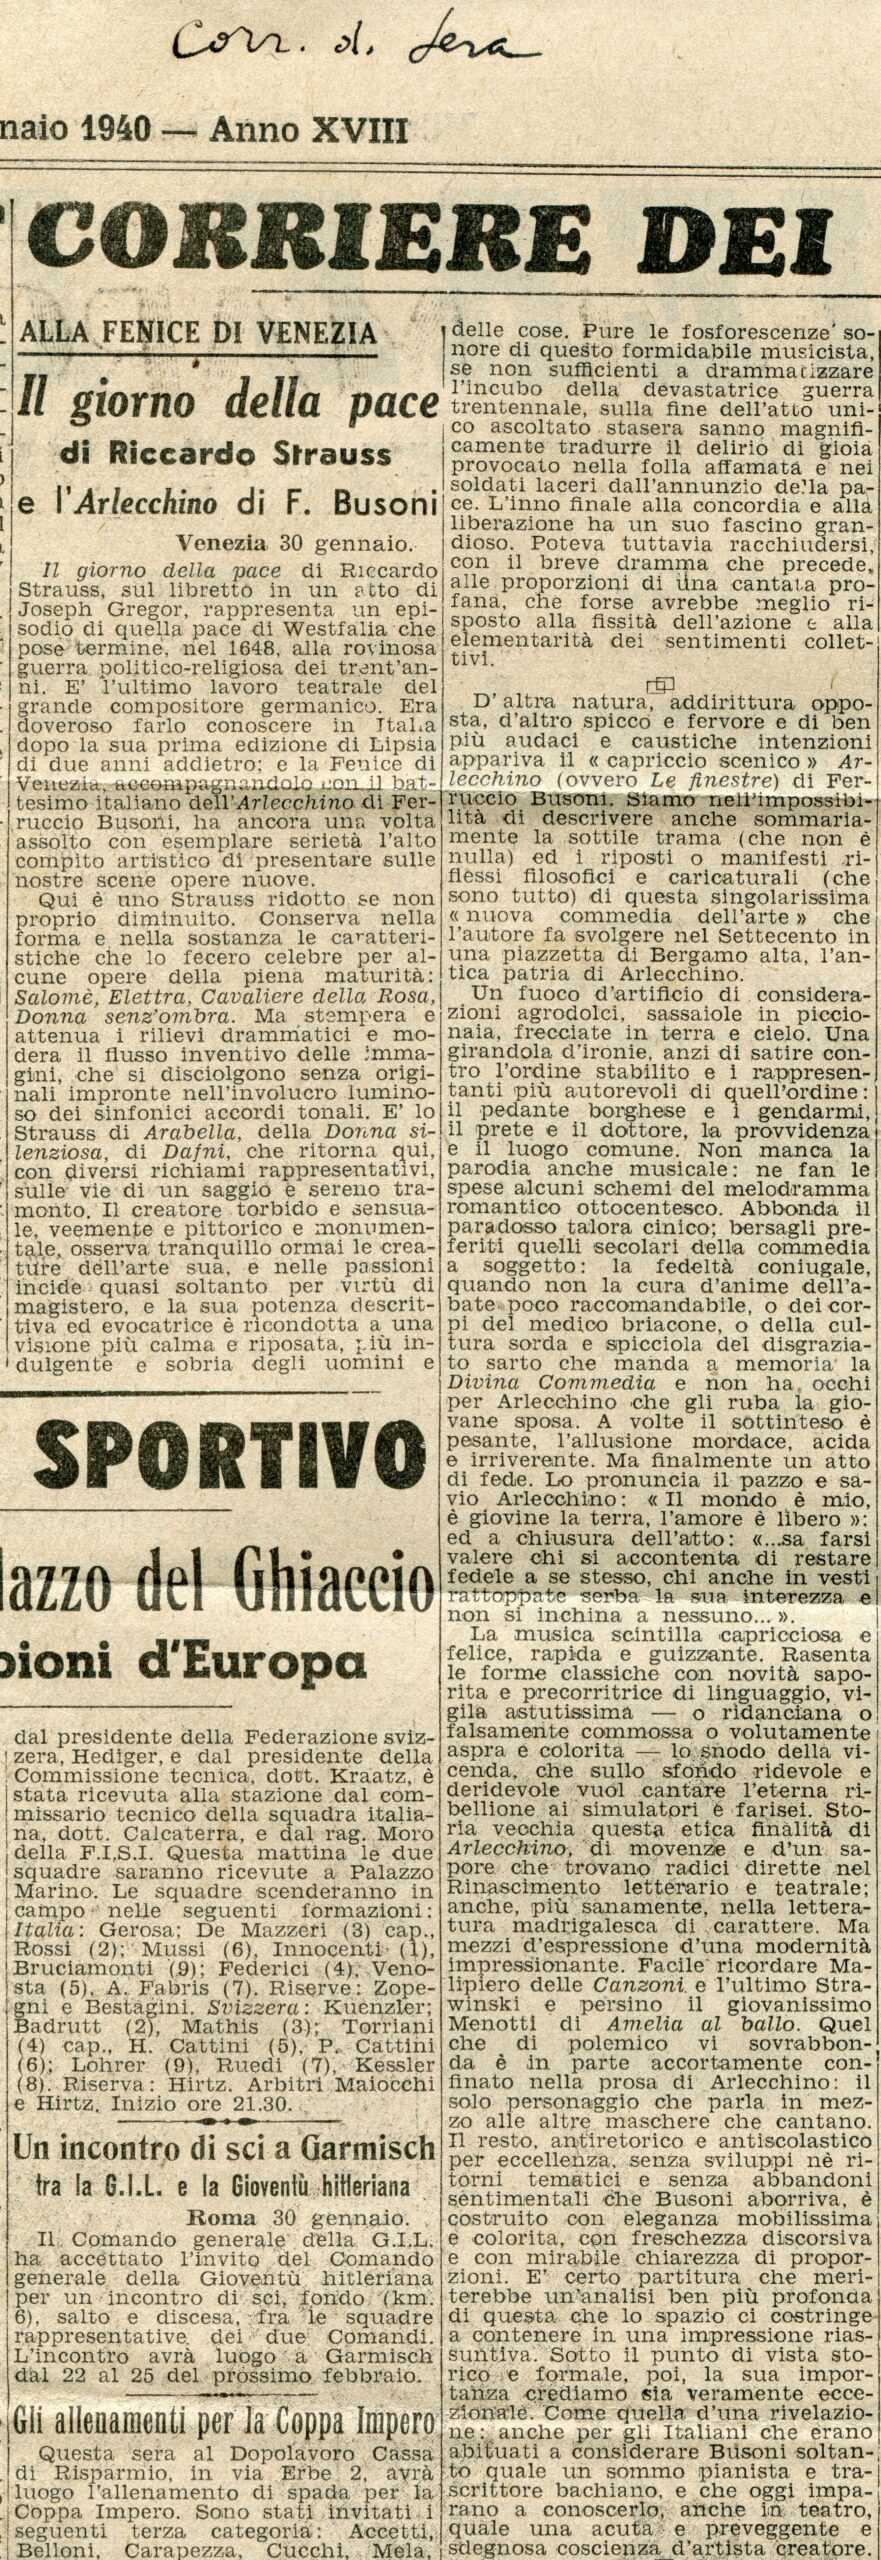 Corr. d. Sera
naio 1940 — Anno XVIII
CORRIERE DEI
ALLA FENICE DI VENEZIA
Il giorno della pace
di Riccardo Strauss
e l'Arlecchino di F. Busoni
Venezia 30 gennaio.
Il giorno della pace di Riccardo
Strauss, sul libretto in un atto di
Joseph Gregor, rappresenta un epi-
sodio di quella pace di Westfalia che
pose termine, nel 1648, alla rovinosa
guerra politico-religiosa dei trent'an-
ni. E' l'ultimo lavoro teatrale del
grande compositore germanico. Era
doveroso farlo conoscere in Italia
dopo la sua prima edizione di Lipsia
di due anni addietro; e la Fenice di
Venezia, accompagnandolo con il bat-
tesimo italiano dell'Arlecchino di Fer-
ruccio Busoni, ha ancora una volta
assolto con esemplare serietà l'alto
compito artistico di presentare sulle
nostre scene opere nuove.
Qui è uno Strauss ridotto se non
proprio diminuito. Conserva nella
forma e nella sostanza le caratteri-
stiche che lo fecero celebre per al-
cune opere della piena maturità:
Salomè, Elettra, Cavaliere della Rosa,
Donna senz'ombra. Ma stempera e
attenua i rilievi drammatici e mo-
dera il flusso inventivo delle imma-
gini, che si disciolgono senza origi-
nali impronte nell'involucro lumino-
so dei sinfonici accordi tonali. E' lo
Strauss di Arabella, della Donna si-
lenziosa, di Dafni, che ritorna qui,
con diversi richiami rappresentativi,
sulle vie di un saggio e sereno tra-
monto. Il creatore torbido e sensua-
le, veemente e pittorico e monumen-
tale, osserva tranquillo ormai le crea-
ture dell'arte sua, e nelle passioni
incide quasi soltanto per virtù di
magistero, e la sua potenza descrit-
tiva ed evocatrice è ricondotta a una
visione più calma e riposata, più in-
dulgente e sobria degli uomini e
delle cose. Pure le fosforescenze so-
nore di questo formidabile musicista,
se non sufficienti a drammatizzare
l'incubo della devastatrice guerra
trentennale, sulla fine dell'atto uni-
co ascoltato stasera sanno magnifi-
camente tradurre il delirio di gioia
provocato nella folla affamata e nei
soldati laceri dall'annunzio della pa-
ce. L'inno finale alla concordia e alla
liberazione ha un suo fascino gran-
dioso. Poteva tuttavia racchiudersi,
con il breve dramma che precede,
alle proporzioni di una cantata pro-
fana, che forse avrebbe meglio ri-
sposto alla fissità dell'azione e alla
elementarità dei sentimenti collet-
tivi.
D'altra natura, addirittura oppo-
sta, d'altro spicco e fervore e di ben
più audaci e caustiche intenzioni
appariva il « capriccio scenico » Ar-
lecchino (ovvero Le finestre) di Fer-
ruccio Busoni. Siamo nell'impossibi-
lità di descrivere anche sommaria-
mente la sottile trama (che non è
nulla) ed i riposti o manifesti ri-
flessi filosofici e caricaturali (che
sono tutto) di questa singolarissima
« nuova commedia dell'arte » che
l'autore fa svolgere nel Settecento in
una piazzetta di Bergamo alta, l'an-
tica patria di Arlecchino.
Un fuoco d'artificio di considera-
zioni agrodolci, sassaiole in piccio-
naia, frecciate in terra e cielo. Una
girandola d'ironie, anzi di satire con-
tro l'ordine stabilito e i rappresen-
tanti più autorevoli di quell'ordine:
il pedante borghese e i gendarmi,
il prete e il dottore, la provvidenza
e il luogo comune. Non manca la
parodia anche musicale: ne fan le
spese alcuni schemi del melodramma
romantico ottocentesco. Abbonda il
paradosso talora cinico; bersagli pre-
feriti quelli secolari della commedia
a soggetto: la fedeltà coniugale,
quando non la cura d'anime dell'a-
bate poco raccomandabile, o dei cor-
pi del medico briacone, o della cul-
tura sorda e spicciola del disgrazia-
to sarto che manda a memoria la
Divina Commedia e non ha occhi
per Arlecchino che gli ruba la gio-
vane sposa. A volte il sottinteso è
pesante, l'allusione mordace, acida
e irriverente. Ma finalmente un atto
di fede. Lo pronuncia il pazzo e sa-
vio Arlecchino: « Il mondo è mio,
è giovine la terra, l'amore è libero »;
ed a chiusura dell'atto: «...sa farsi
valere chi si accontenta di restare
fedele a se stesso, chi anche in vesti
rattoppate serba la sua interezza e
non si inchina a nessuno... ».
La musica scintilla capricciosa e
felice, rapida e guizzante. Rasenta
le forme classiche con novità sapo-
rita e precorritrice di linguaggio, vi-
gila astutissima — o ridanciana o
falsamente commossa o volutamente
aspra e colorita — lo snodo della vi-
cenda, che sullo sfondo ridevole e
deridevole vuol cantare l'eterna ri-
bellione ai simulatori e farisei. Sto-
ria vecchia questa etica finalità di
Arlecchino, di movenze e d'un sa-
pore che trovano radici dirette nel
Rinascimento letterario e teatrale;
anche, più sanamente, nella lettera-
tura madrigalesca di carattere. Ma
mezzi d'espressione d'una modernità
impressionante. Facile ricordare Ma-
lipiero delle Canzoni e l'ultimo Stra-
winski e persino il giovanissimo
Menotti di Amelia al ballo. Quel
che di polemico vi sovrabbon-
da è in parte accortamente con-
finato nella prosa di Arlecchino: il
solo personaggio che parla in mez-
zo alle altre maschere che cantano.
Il resto, antiretorico e antiscolastico
per eccellenza, senza sviluppi nè ri-
torni tematici e senza abbandoni
sentimentali che Busoni aborriva, è
costruito con eleganza mobilissima
e colorita, con freschezza discorsiva
e con mirabile chiarezza di propor-
zioni. E' certo partitura che meri-
terebbe un'analisi ben più profonda
di questa che lo spazio ci costringe
a contenere in una impressione rias-
suntiva. Sotto il punto di vista sto-
rico e formale, poi, la sua impor-
tanza crediamo sia veramente ecce-
zionale. Come quella d'una rivelazio-
ne: anche per gli Italiani che erano
abituati a considerare Busoni soltan-
to quale un sommo pianista e tra-
scrittore bachiano, e che oggi impa-
rano a conoscerlo, anche in teatro,
quale una acuta e preveggente e
sdegnosa coscienza d'artista creatore.
SPORTIVO
lazzo del Ghiaccio
pioni d'Europa
dal presidente della Federazione sviz-
zera, Hediger, e dal presidente della
Commissione tecnica, dott. Kraatz, è
stata ricevuta alla stazione dal com-
missario tecnico della squadra italia-
na, dott. Calcaterra, e dal rag. Moro
della F.I.S.I. Questa mattina le due
squadre saranno ricevute a Palazzo
Marino. Le squadre scenderanno in
campo nelle seguenti formazioni:
Italia: Gerosa; De Mazzeri (3) cap.,
Rossi (2); Mussi (6), Innocenti (1),
Bruciamonti (9); Federici (4), Veno-
sta (5), A. Fabris (7). Riserve: Zope-
gni e Bestagini. Svizzera: Kuenzler;
Badrutt (2), Mathis (3); Torriani
(4) cap., H. Cattini (5), P. Cattini
(6); Lohrer (9), Ruedi (7), Kessler
(8). Riserva: Hirtz. Arbitri Maiocchi
e Hirtz. Inizio ore 21.30.
Un incontro di sci a Garmisch
tra la G.I.L. e la Gioventù hitleriana
Roma 30 gennaio.
Il Comando generale della G.I.L.
ha accettato l'invito del Comando
generale della Gioventù hitleriana
per un incontro di sci, fondo (km.
6), salto e discesa, fra le squadre
rappresentative dei due Comandi.
L'incontro avrà luogo a Garmisch
dal 22 al 25 del prossimo febbraio.
Gli allenamenti per la Coppa Impero
Questa sera al Dopolavoro Cassa
di Risparmio, in via Erbe 2, avrà
luogo l'allenamento di spada per la
Coppa Impero. Sono stati invitati i
seguenti terza categoria: Accetti,
Belloni, Carapezza, Cucchi, Mela,